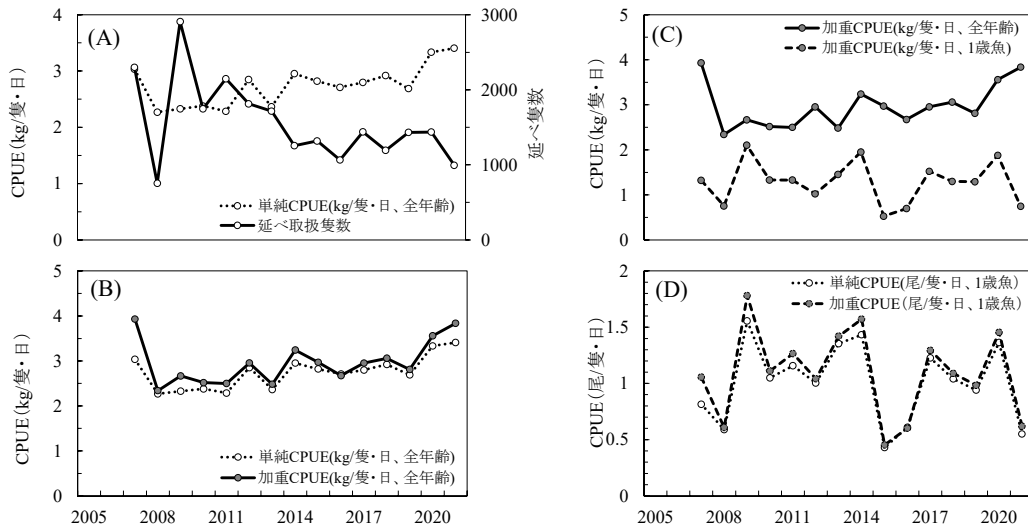 (A)
4
3
2
1
0
CPUE(kg/隻・日)
3000
2000
1000
0
延べ隻数
単純CPUE(kg/隻・日、全年齢)
延べ取扱隻数
(B)
5
4
3
2
1
0
CPUE(kg/隻・日)
単純CPUE(kg/隻・日、全年齢)
加重CPUE(kg/隻・日、全年齢)
2005 2008 2011 2014 2017 2020
(C)
5
4
3
2
1
0
CPUE(kg/隻・日)
加重CPUE(kg/隻・日、全年齢)
加重CPUE(kg/隻・日、1歳魚)
(D)
2
1.5
1
0.5
0
CPUE(尾/隻・日)
単純CPUE(尾/隻・日、1歳魚)
加重CPUE(尾/隻・日、1歳魚)
2005 2008 2011 2014 2017 2020